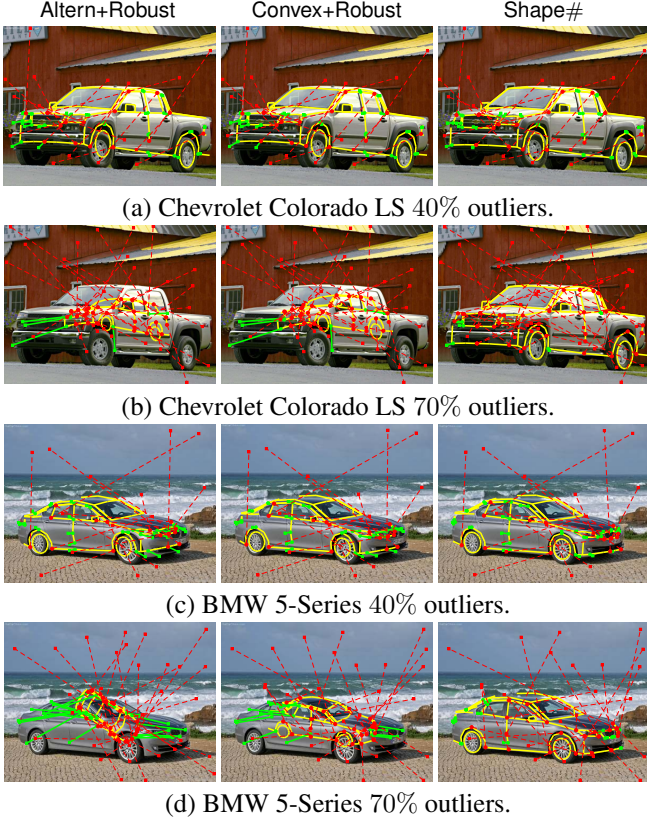 Altern+Robust Convex+Robust Shape#
(a) Chevrolet Colorado LS 40% outliers.
(b) Chevrolet Colorado LS 70% outliers.
(c) BMW 5-Series 40% outliers.
(d) BMW 5-Series 70% outliers.